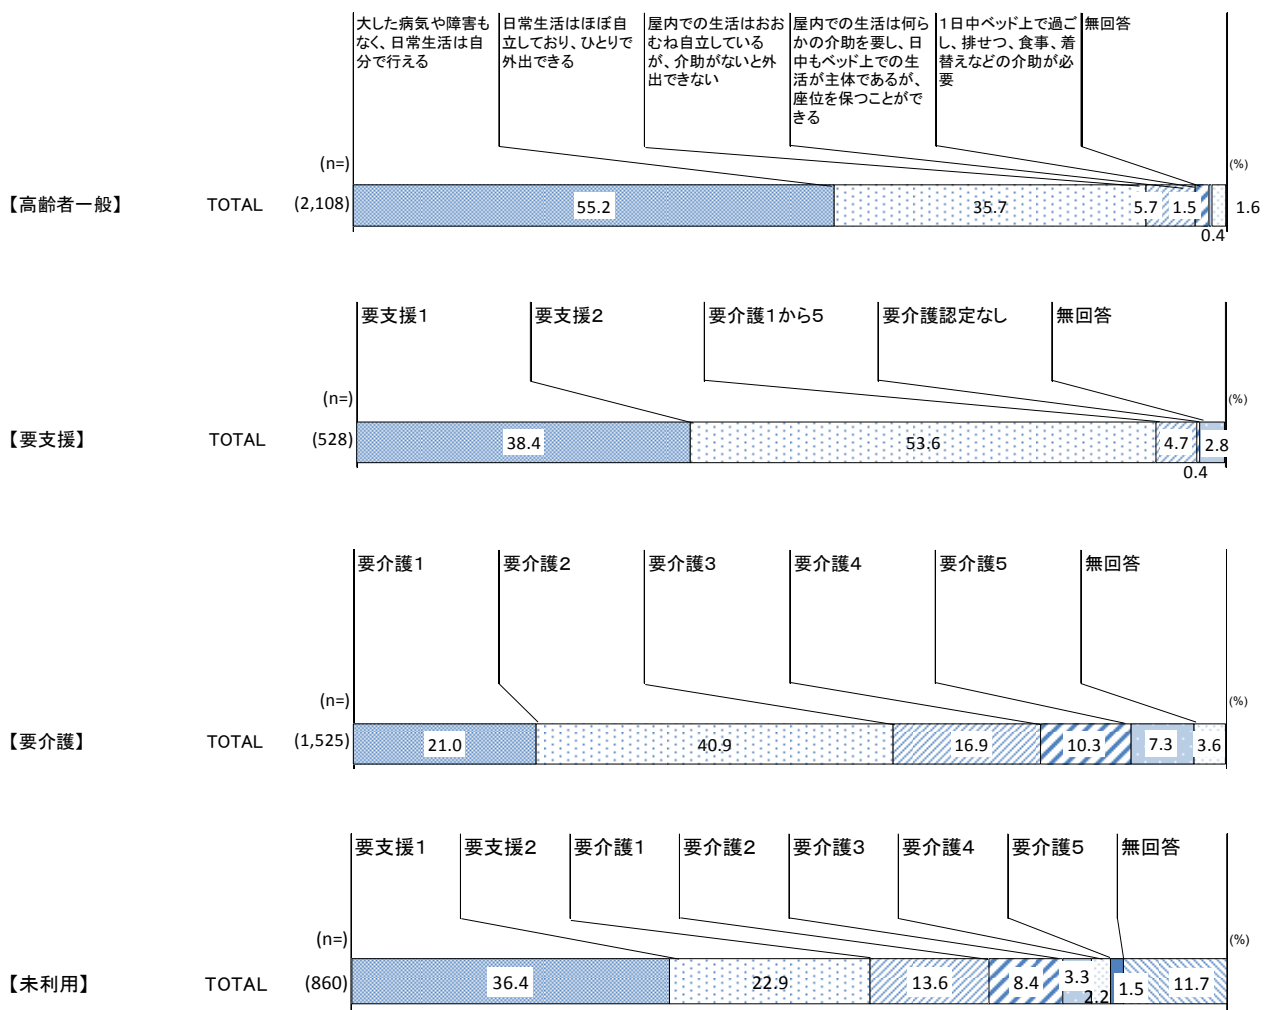 大した病気や障害も
なく、日常生活は自
分で行える
日常生活はほぼ自
立しており、ひとりで
外出できる
屋内での生活はおお
むね自立している
が、介助がないと外
出できない
屋内での生活は何ら
かの介助を要し、日
中もベッド上での生
活が主体であるが、
座位を保つことがで
きる
1日中ベッド上で過ご
し、排せつ、食事、着
替えなどの介助が必
要
無回答
(n=)
(%)
【高齢者一般】 TOTAL (2,108) 55.2 35.7 5.7 1.5 1.6
0.4
要支援1 要支援2 要介護1から5 要介護認定なし 無回答
(n=)
(%)
【要支援】 TOTAL (528) 38.4 53.6 4.7 2.8
0.4
要介護1 要介護2 要介護3 要介護4 要介護5 無回答
(n=)
(%)
【要介護】 TOTAL (1,525) 21.0 40.9 16.9 10.3 7.3 3.6
要支援1 要支援2 要介護1 要介護2 要介護3 要介護4 要介護5 無回答
(n=)
(%)
【未利用】 TOTAL (860) 36.4 22.9 13.6 8.4 3.3 2.2 1.5 11.7